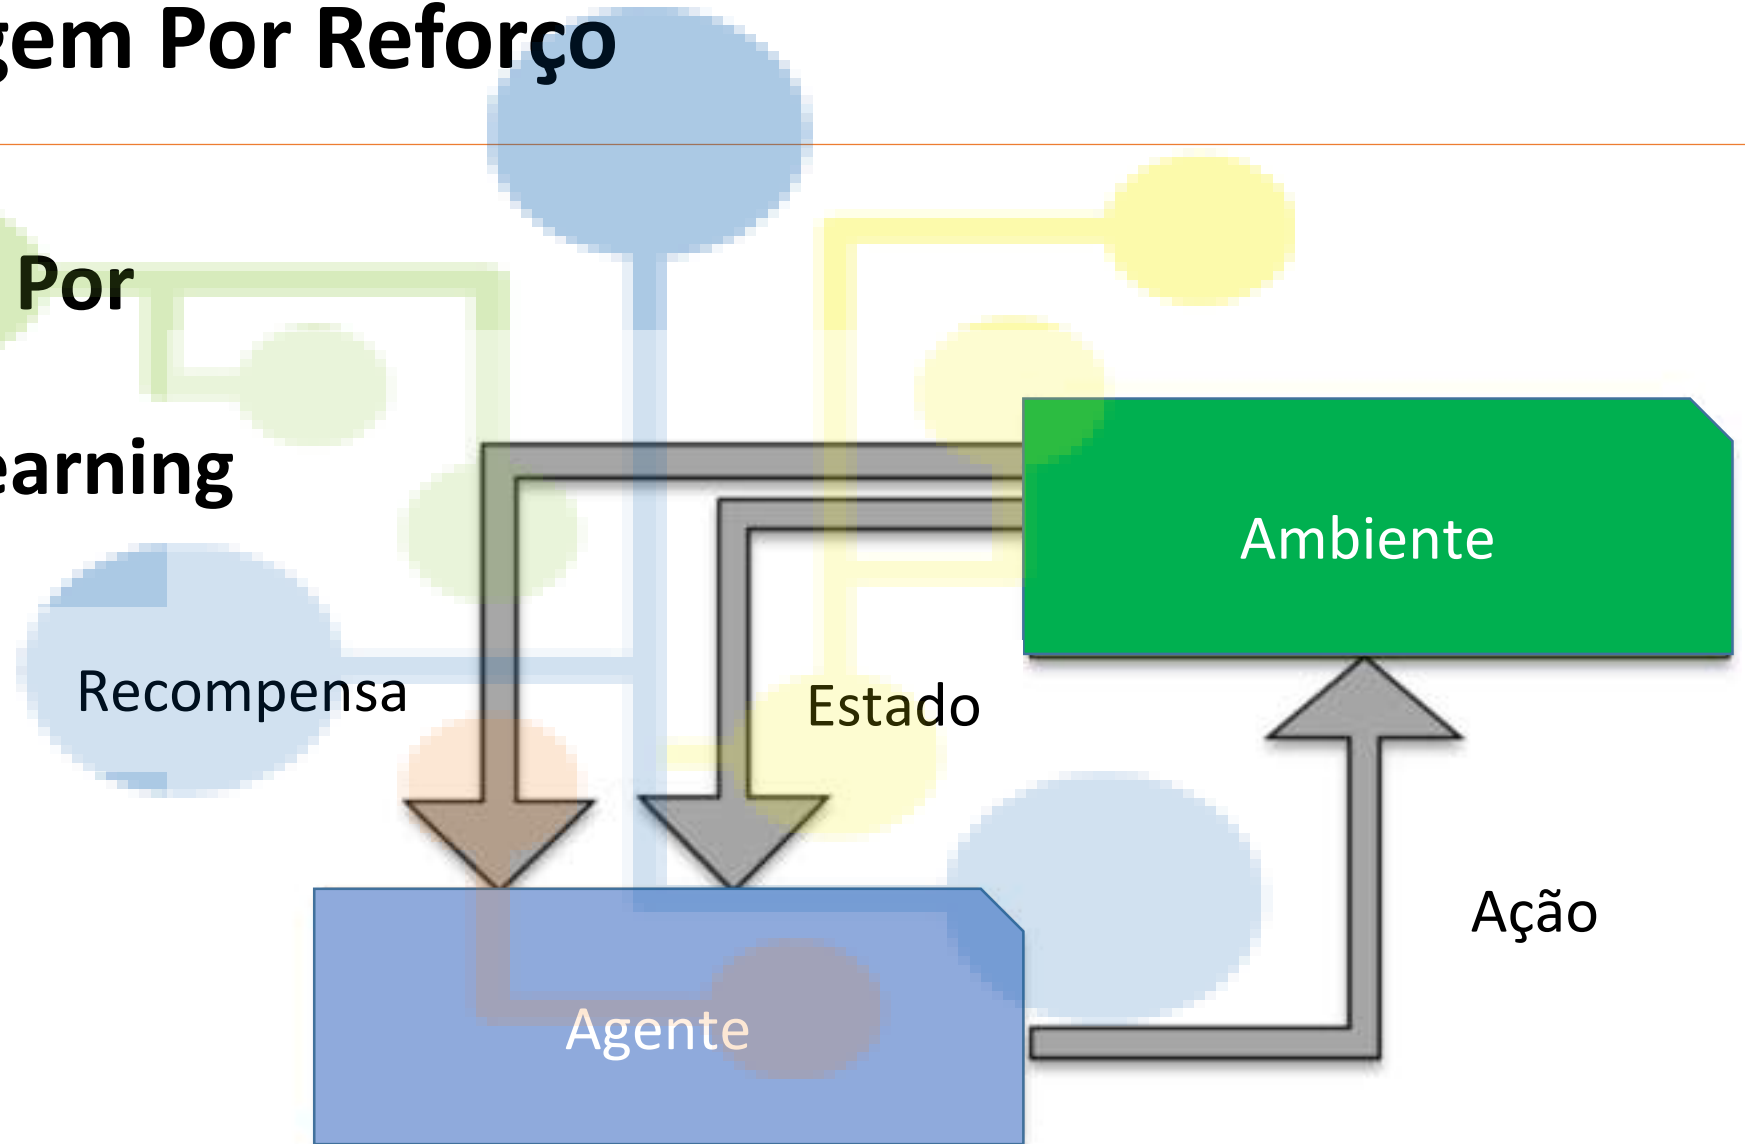 gem Por Reforço
Por
earning
Ambiente
Recompensa
Estado
Ação
Agente